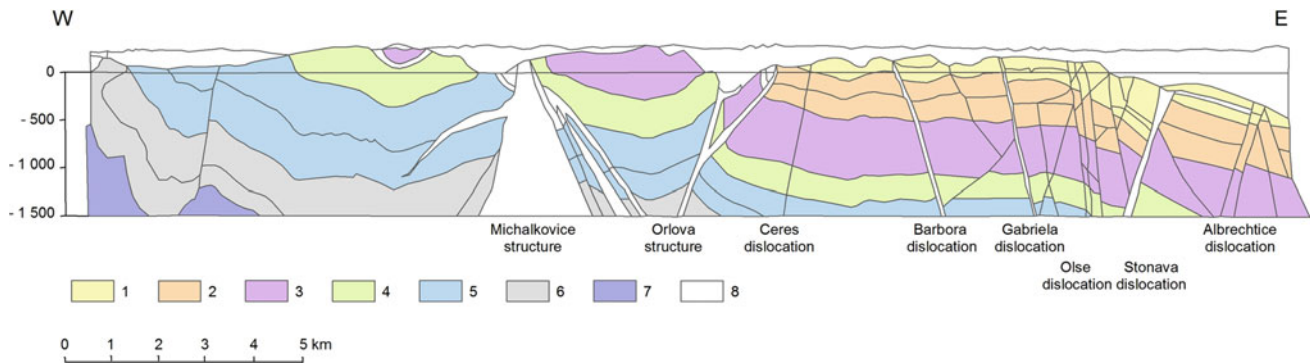 W E
0
- 500
- 1 000
- 1 500
Michalkovice
structure
Orlova
structure
Ceres
dislocation
Barbora
dislocation
Gabriela
dislocation
Olse
dislocation
Stonava
dislocation
Albrechtice
dislocation
1 2 3 4 5 6 7 8
0 1 2 3 4 5 km